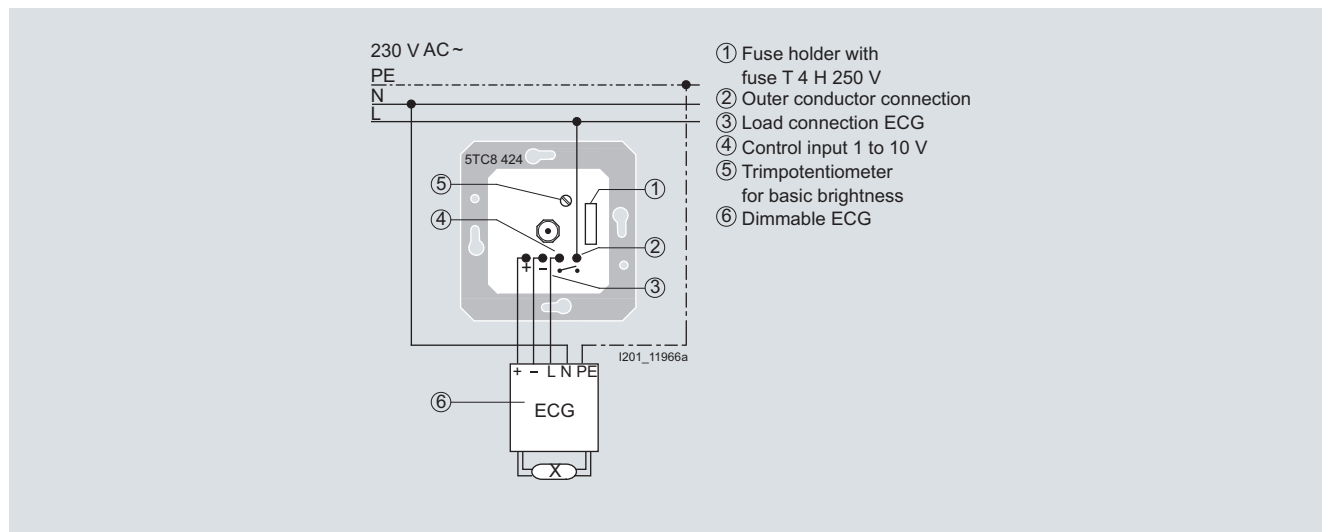 230 V AC ~
PE
N
L
5TC8 424
⑤
①
④
②
+ −
③
I201_11966a
+ − L N PE
⑥
ECG
X
① Fuse holder with
fuse T 4 H 250 V
② Outer conductor connection
③ Load connection ECG
④ Control input 1 to 10 V
⑤ Trimpotentiometer
for basic brightness
⑥ Dimmable ECG